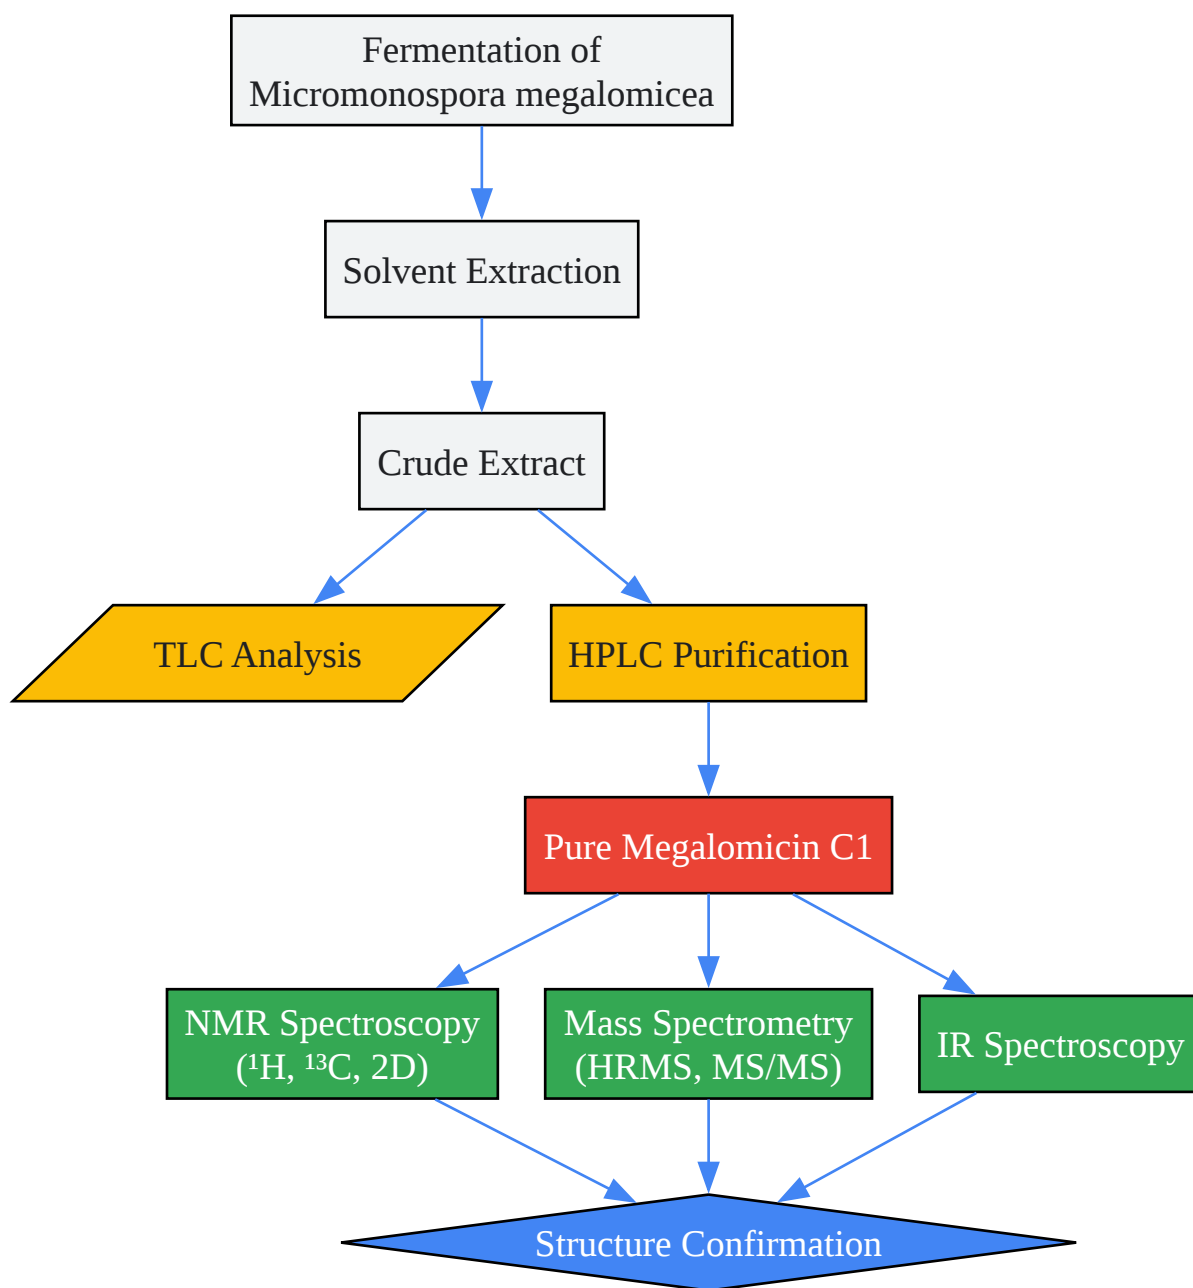 Fermentation of
Micromonospora megalomicea
Solvent Extraction
Crude Extract
TLC Analysis
HPLC Purification
Pure Megalomicin C1
NMR Spectroscopy
(¹H, ¹³C, 2D)
Mass Spectrometry
(HRMS, MS/MS)
IR Spectroscopy
Structure Confirmation